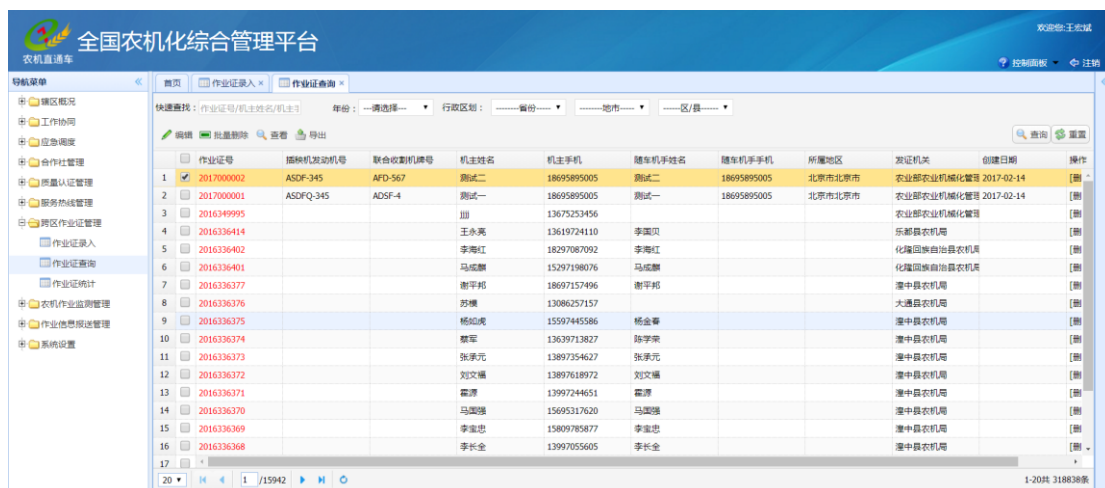 欢迎您:王宏斌
全国农机化综合管理平台
农机直通车
控制面板 注销
导航菜单
首页 作业证录入 × 作业证查询 ×
辖区概况
工作协同
应急调度
合作社管理
质量认证管理
服务热线管理
跨区作业证管理
作业证录入
作业证查询
作业证统计
农机作业监测管理
作业信息报送管理
系统设置
快速查找: 作业证号/机主姓名/机主 年份: ---请选择--- 行政区划: --------省份------ --------地市----- ------区/县------
编辑 批量删除 查看 导出 查询 重置
作业证号 插秧机发动机号 联合收割机牌号 机主姓名 机主手机 随车机手姓名 随车机手手机 所属地区 发证机关 创建日期 操作
1 2017000002 ASDF-345 AFD-567 测试二 18695895005 测试二 18695895005 北京市北京市 农业部农业机械化管理 2017-02-14 [删
2 2017000001 ASDFQ-345 ADSF-4 测试一 18695895005 测试一 18695895005 北京市北京市 农业部农业机械化管理 2017-02-14 [删
3 2016349995 jjjj 13675253456 农业部农业机械化管理 [删
4 2016336414 王永亮 13619724110 李国贝 乐都县农机局 [删
5 2016336402 李海红 18297087092 李海红 化隆回族自治县农机局 [删
6 2016336401 马成麟 15297198076 马成麟 化隆回族自治县农机局 [删
7 2016336377 谢平邦 18697157496 谢平邦 湟中县农机局 [删
8 2016336376 苏模 13086257157 大通县农机局 [删
9 2016336375 杨如虎 15597445586 杨金春 湟中县农机局 [删
10 2016336374 蔡军 13639713827 陈学荣 湟中县农机局 [删
11 2016336373 张承元 13897354627 张承元 湟中县农机局 [删
12 2016336372 刘文福 13897618972 刘文福 湟中县农机局 [删
13 2016336371 霍源 13997244651 霍源 湟中县农机局 [删
14 2016336370 马国强 15695317620 马国强 湟中县农机局 [删
15 2016336369 李宝忠 15809785877 李宝忠 湟中县农机局 [删
16 2016336368 李长全 13997055605 李长全 湟中县农机局 [删
17
20 1 /15942 1-20共 318838条